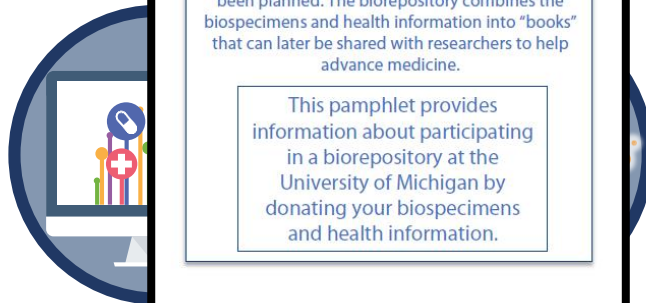 been planned. The biorepository combines the
biospecimens and health information into “books”
that can later be shared with researchers to help
advance medicine.
This pamphlet provides
information about participating
in a biorepository at the
University of Michigan by
donating your biospecimens
and health information.